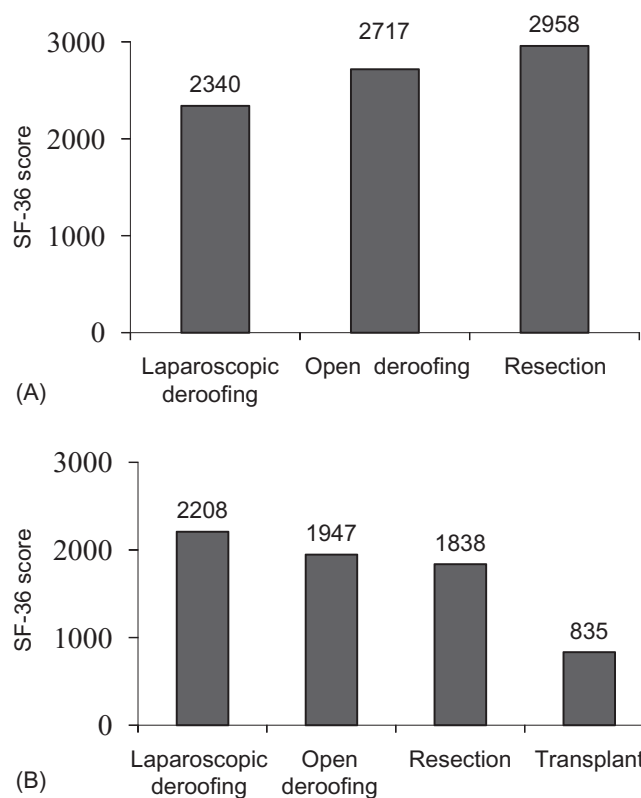 3000
2000
1000
0
SF-36 score
2340
2717
2958
Laparoscopic
deroofing
Open deroofing
Resection
(A)
3000
2000
1000
0
SF-36 score
2208
1947
1838
835
Laparoscopic
deroofing
Open
deroofing
Resection
Transplant
(B)